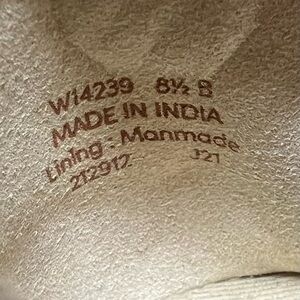 W14239 8½ B
MADE IN INDIA
Lining - Manmade
212912 J21